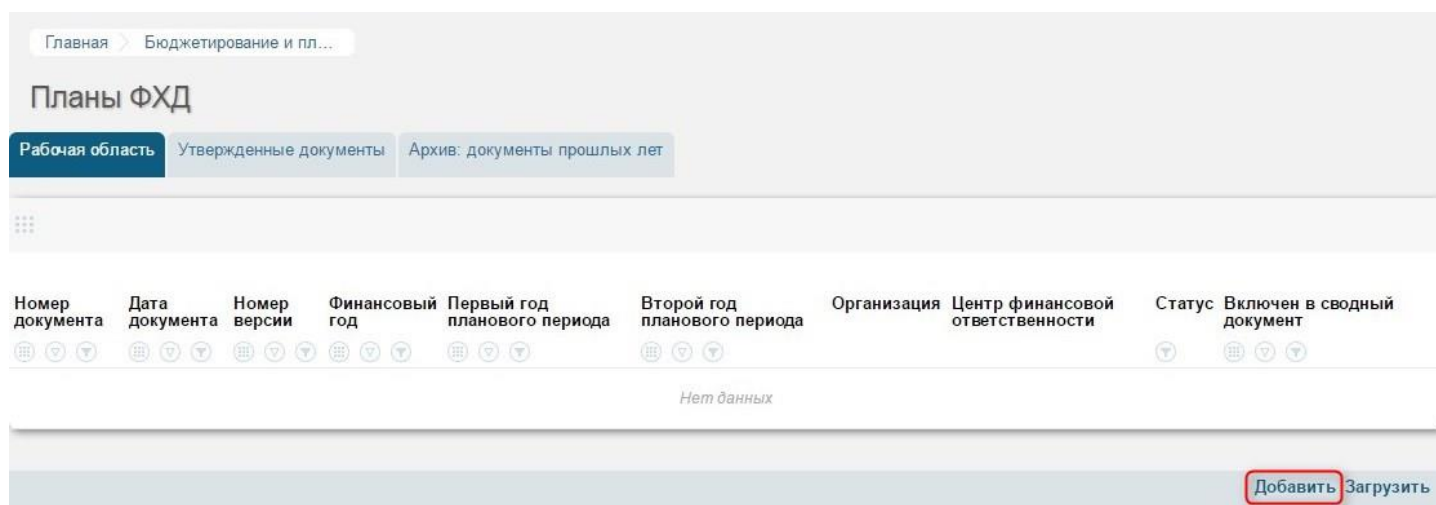 Главная Бюджетирование и пл...
Планы ФХД
Рабочая область Утвержденные документы Архив: документы прошлых лет
Номер Дата Номер Финансовый Первый год Второй год Организация Центр финансовой Статус Включен в сводный
документа документа версии год планового периода планового периода ответственности документ
Нет данных
Добавить Загрузить